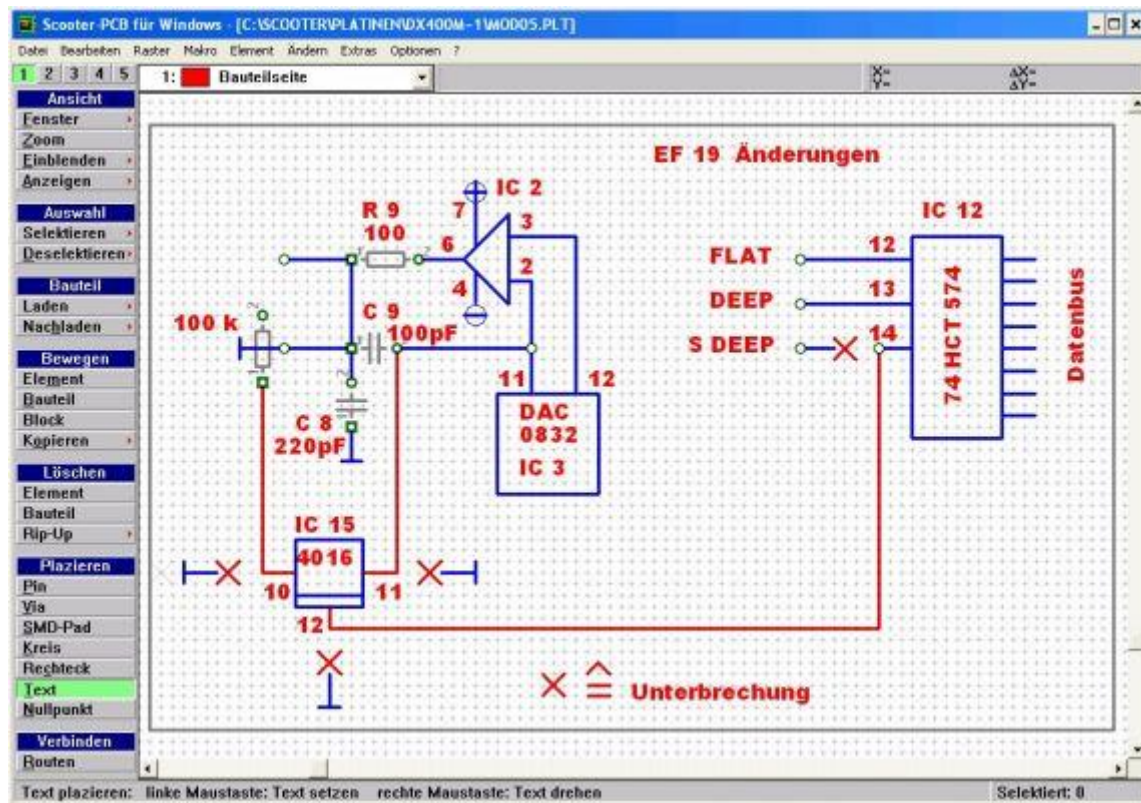 Scooter-PCB für Windows - [C:\SCOOTER\PLATINEN\DX400M-1\MOD05.PLT]
Datei Bearbeiten Raster Makro Element Ändern Extras Optionen ?
1 2 3 4 5
1: Bauteilseite
X=
Y=
ΔX=
ΔY=
Ansicht
Fenster
Zoom
Einblenden
Anzeigen
Auswahl
Selektieren
Deselektieren
Bauteil
Laden
Nachladen
Bewegen
Element
Bauteil
Block
Kopieren
Löschen
Element
Bauteil
Rip-Up
Plazieren
Pin
Via
SMD-Pad
Kreis
Rechteck
Text
Nullpunkt
Verbinden
Routen
EF 19 Änderungen
IC 2
R 9
100
7
3
6
2
4
C 9
100pF
100 k
C 8
220pF
11
12
DAC
0832
IC 3
IC 12
FLAT
12
DEEP
13
S DEEP
14
74 HCT 574
Datenbus
IC 15
4016
10
11
12
Unterbrechung
Text plazieren: linke Maustaste: Text setzen rechte Maustaste: Text drehen
Selektiert: 0